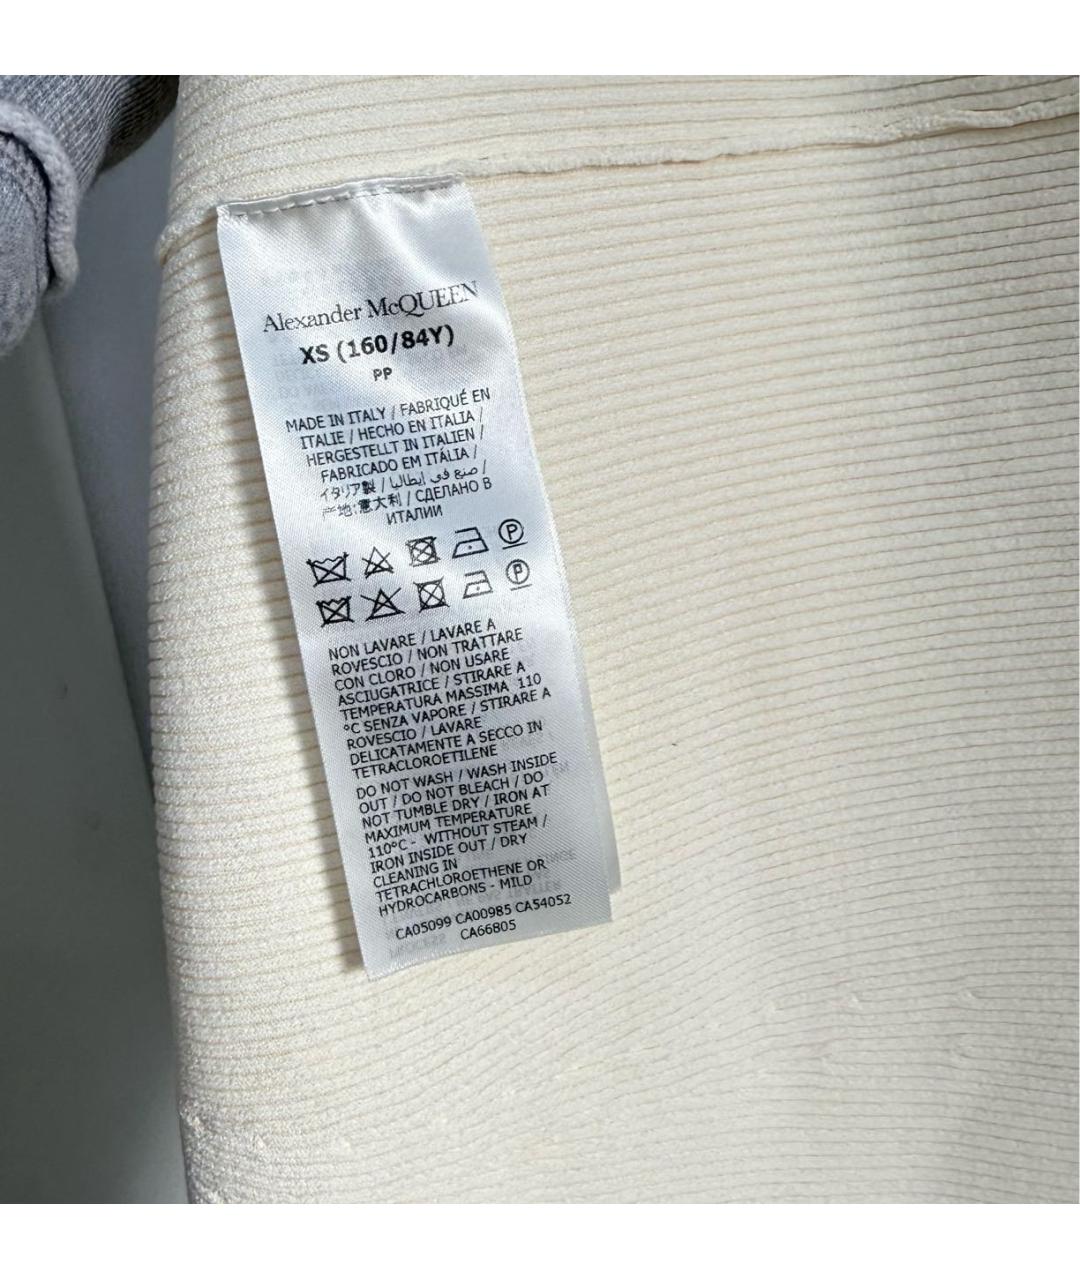 Alexander McQUEEN
XS (160/84Y)
PP
MADE IN ITALY / FABRIQUÉ EN
ITALIE / HECHO EN ITALIA /
HERGESTELLT IN ITALIEN /
FABRICADO EM ITÁLIA /
イタリア製 / صنع في إيطاليا /
产地:意大利 / СДЕЛАНО В
ИТАЛИИ
P
P
NON LAVARE / LAVARE A
ROVESCIO / NON TRATTARE
CON CLORO / NON USARE
ASCIUGATRICE / STIRARE A
TEMPERATURA MASSIMA 110
°C SENZA VAPORE / STIRARE A
ROVESCIO / LAVARE
DELICATAMENTE A SECCO IN
TETRACLOROETILENE
DO NOT WASH / WASH INSIDE
OUT / DO NOT BLEACH / DO
NOT TUMBLE DRY / IRON AT
MAXIMUM TEMPERATURE
110°C - WITHOUT STEAM /
IRON INSIDE OUT / DRY
CLEANING IN
TETRACHLOROETHENE OR
HYDROCARBONS - MILD
CA05099 CA00985 CA54052
CA66805